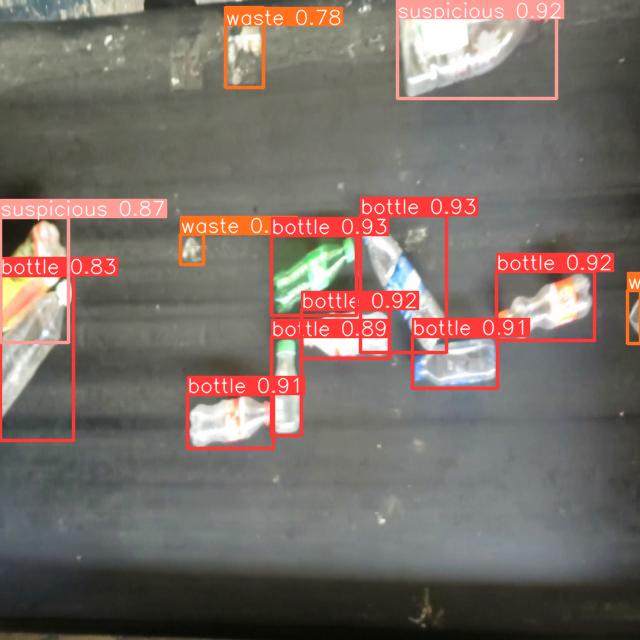 suspicious 0.92
waste 0.78
suspicious 0.87
bottle 0.93
waste 0.
bottle 0.93
bottle 0.83
bottle 0.92
bottle 0.92
bottle 0.89
bottle 0.91
bottle 0.91